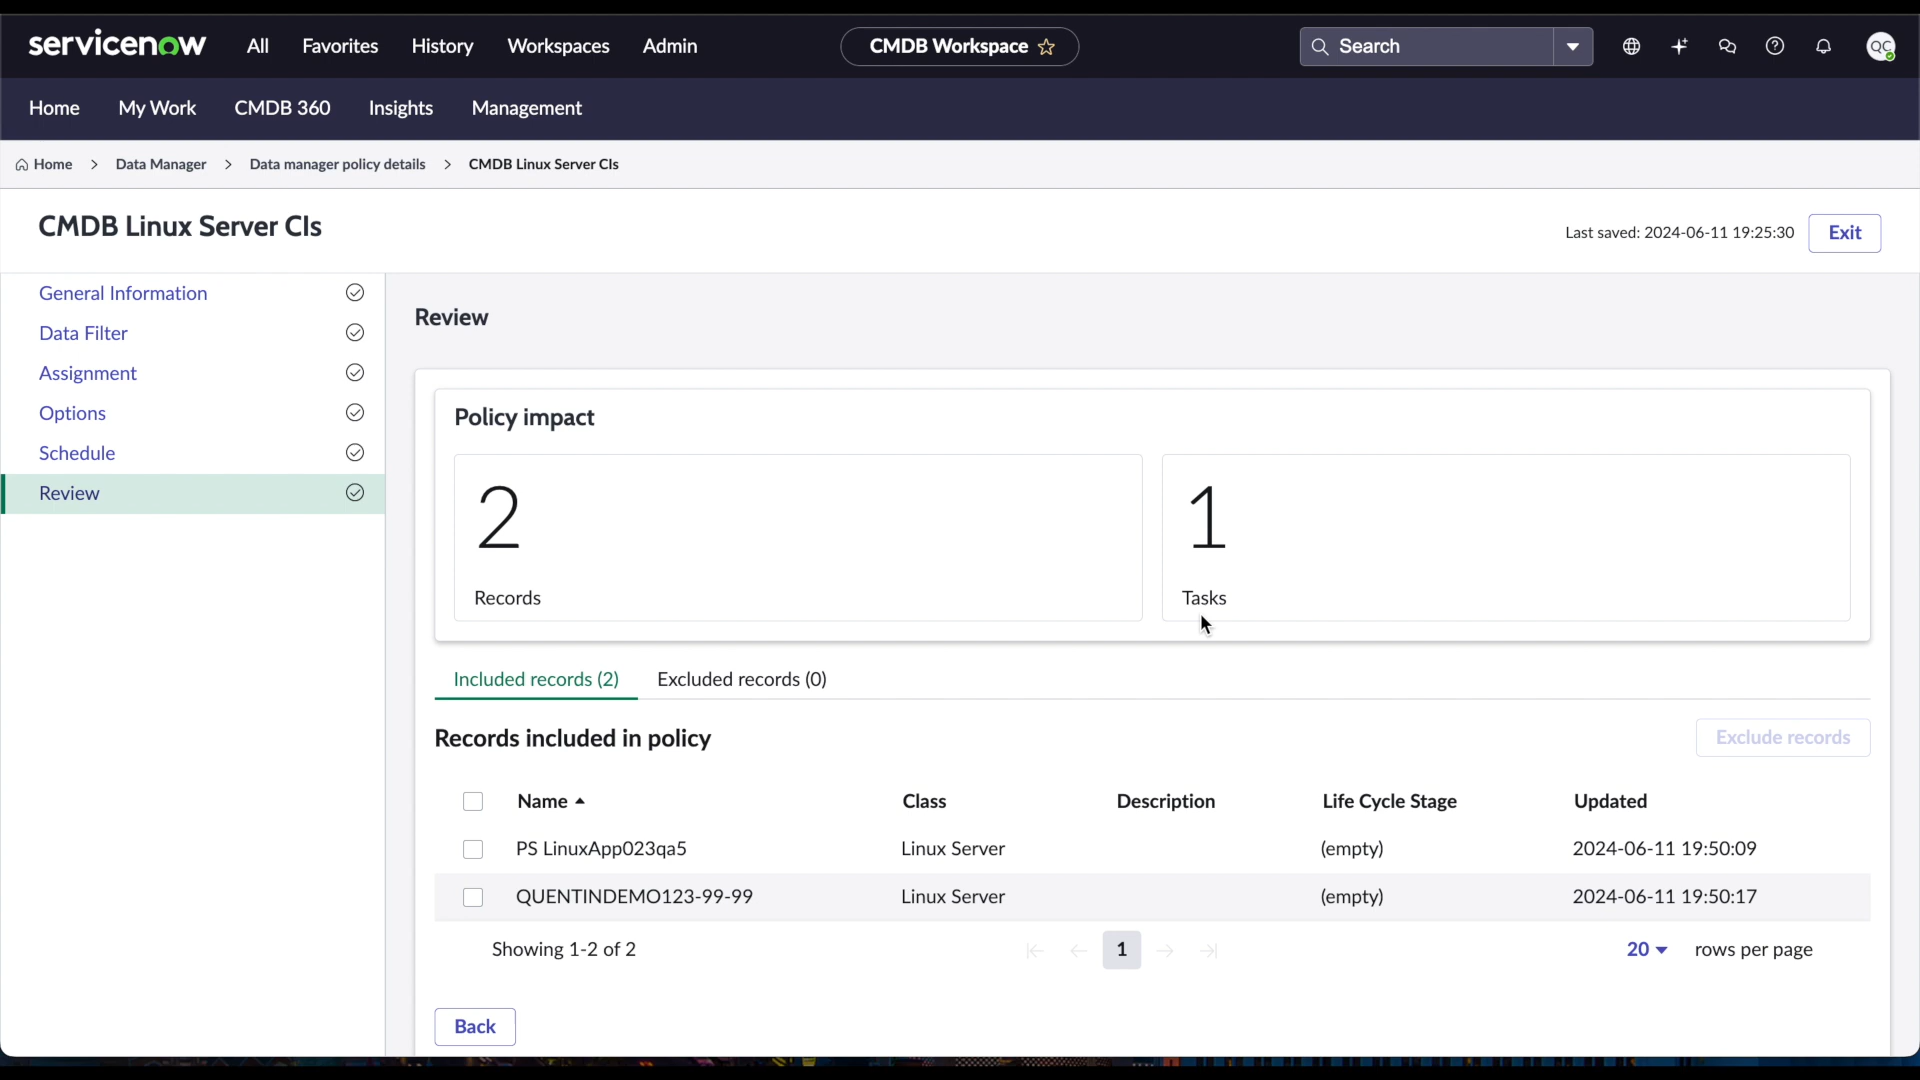 servicenow All Favorites History Workspaces Admin CMDB Workspace Search QC
Home My Work CMDB 360 Insights Management
Home > Data Manager > Data manager policy details > CMDB Linux Server CIs
CMDB Linux Server CIs
Last saved: 2024-06-11 19:25:30 Exit
General Information
Data Filter
Assignment
Options
Schedule
Review
Review
Policy impact
2
Records
1
Tasks
Included records (2) Excluded records (0)
Records included in policy Exclude records
Name Class Description Life Cycle Stage Updated
PS LinuxApp023qa5 Linux Server (empty) 2024-06-11 19:50:09
QUENTINDEMO123-99-99 Linux Server (empty) 2024-06-11 19:50:17
Showing 1-2 of 2 1 20 rows per page
Back